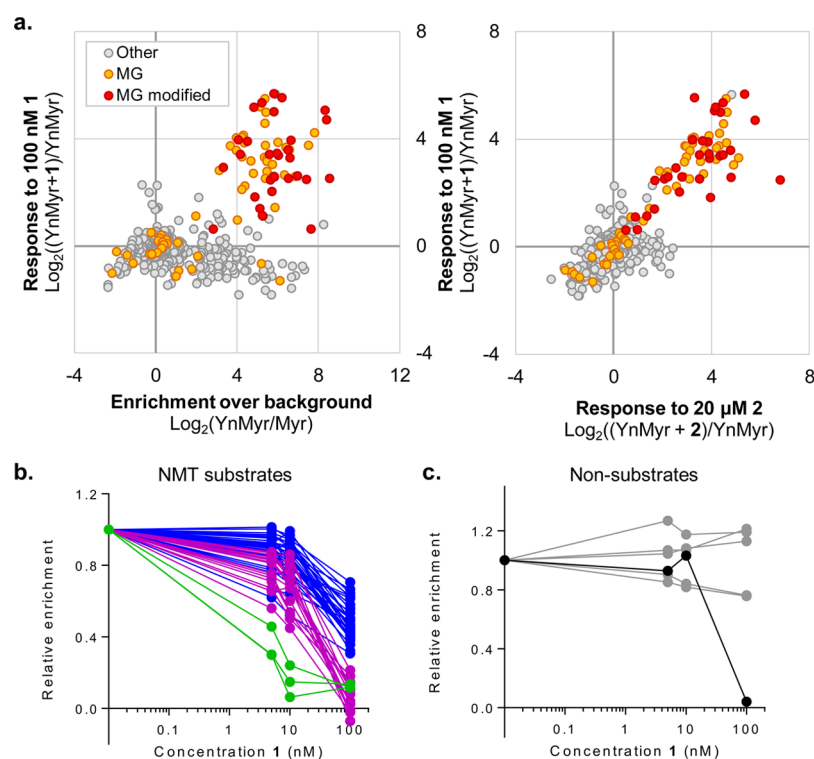 a.
Other
MG
MG modified
Response to 100 nM 1
Log2((YnMyr+1)/YnMyr)
8
4
0
-4
-4
0
4
8
12
Enrichment over background
Log2(YnMyr/Myr)
Response to 100 nM 1
Log2((YnMyr+1)/YnMyr)
8
4
0
-4
-4
0
4
8
Response to 20 μM 2
Log2((YnMyr + 2)/YnMyr)
b.
NMT substrates
Relative enrichment
1.2
0.8
0.4
0.0
0.1
1
10
100
Concentration 1 (nM)
c.
Non-substrates
Relative enrichment
1.2
0.8
0.4
0.0
0.1
1
10
100
Concentration 1 (nM)